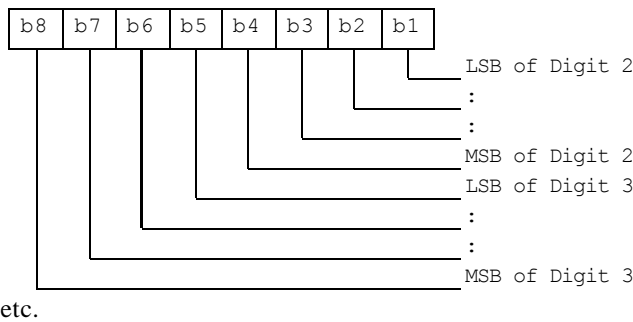 b8 b7 b6 b5 b4 b3 b2 b1
LSB of Digit 2
:
:
MSB of Digit 2
LSB of Digit 3
:
:
MSB of Digit 3
etc.